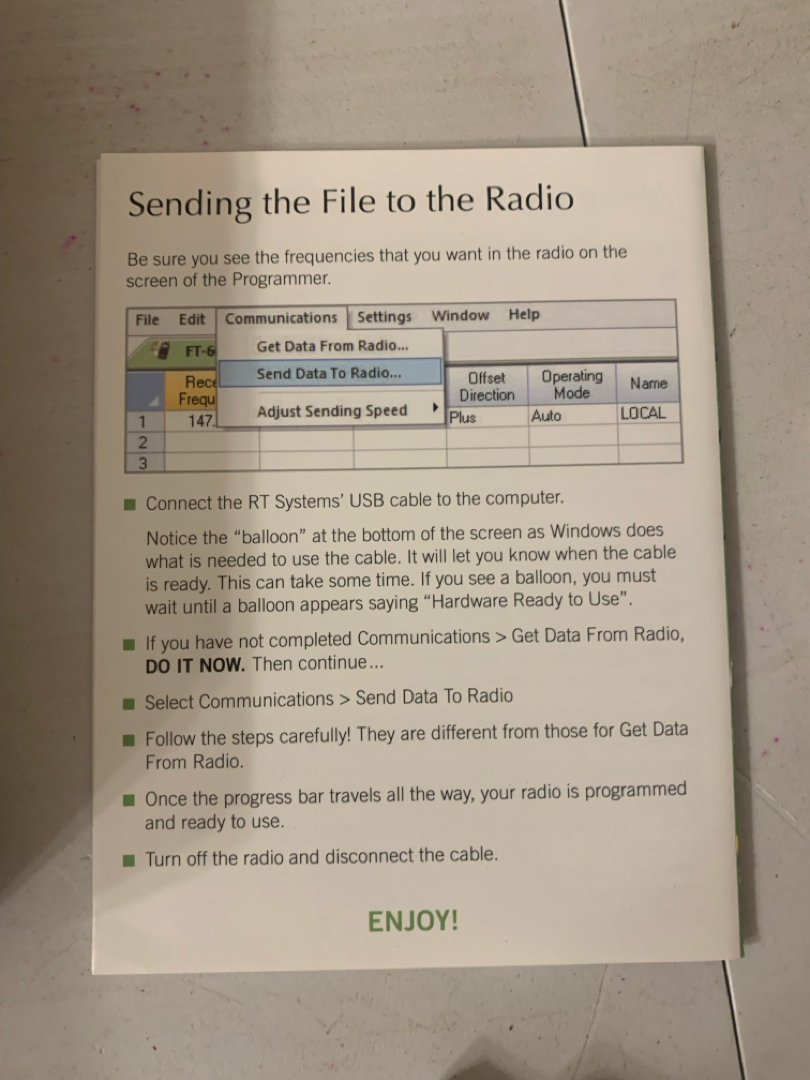 Sending the File to the Radio
Be sure you see the frequencies that you want in the radio on the
screen of the Programmer.
File Edit Communications Settings Window Help
FT-6
Get Data From Radio...
Send Data To Radio...
Adjust Sending Speed
Rece
Frequ
Offset
Direction
Operating
Mode
Name
1 147. Plus Auto LOCAL
2
3
■ Connect the RT Systems' USB cable to the computer.
Notice the “balloon” at the bottom of the screen as Windows does
what is needed to use the cable. It will let you know when the cable
is ready. This can take some time. If you see a balloon, you must
wait until a balloon appears saying “Hardware Ready to Use”.
■ If you have not completed Communications > Get Data From Radio,
DO IT NOW. Then continue...
■ Select Communications > Send Data To Radio
■ Follow the steps carefully! They are different from those for Get Data
From Radio.
■ Once the progress bar travels all the way, your radio is programmed
and ready to use.
■ Turn off the radio and disconnect the cable.
ENJOY!